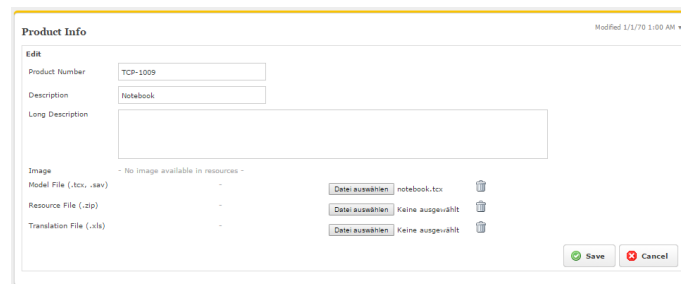 Product Info
Modified 1/1/70 1:00 AM
Edit
Product Number TCP-1009
Description Notebook
Long Description
Image - No image available in resources -
Model File (.tcx, .sav) - Datei auswählen notebook.tcx
Resource File (.zip) - Datei auswählen Keine ausgewählt
Translation File (.xls) - Datei auswählen Keine ausgewählt
Save Cancel